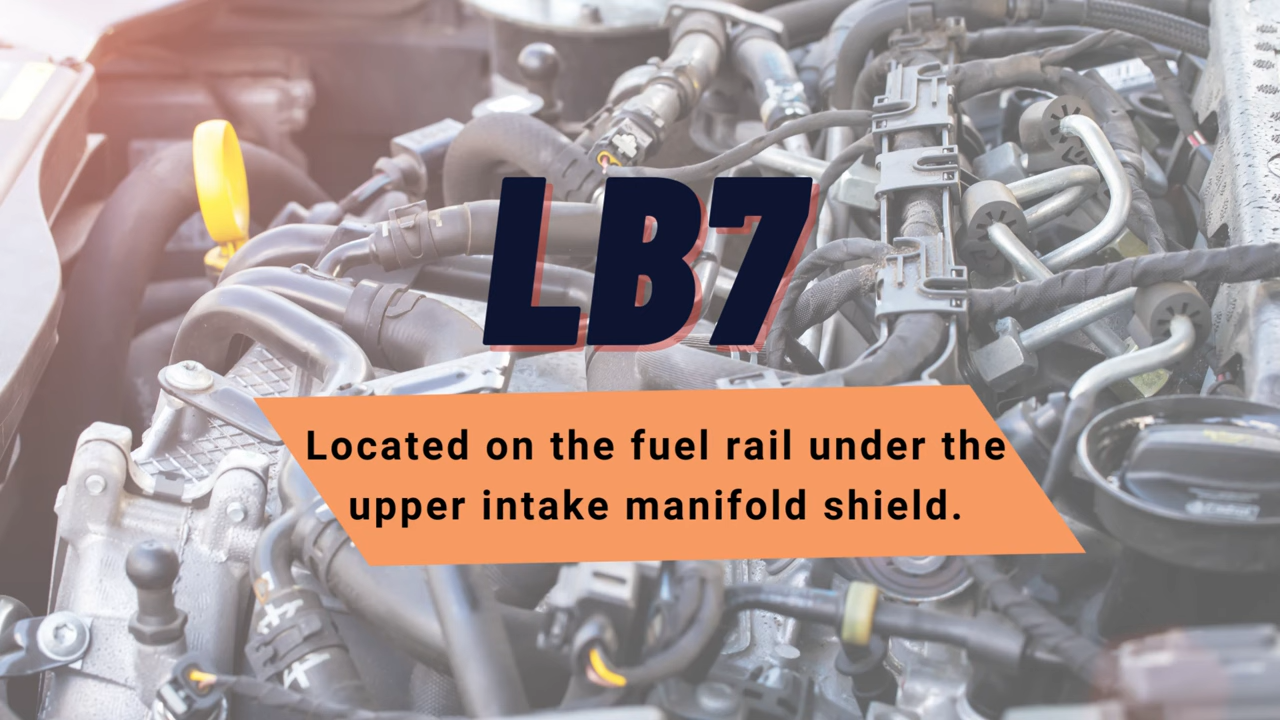 LB7
Located on the fuel rail under the
upper intake manifold shield.